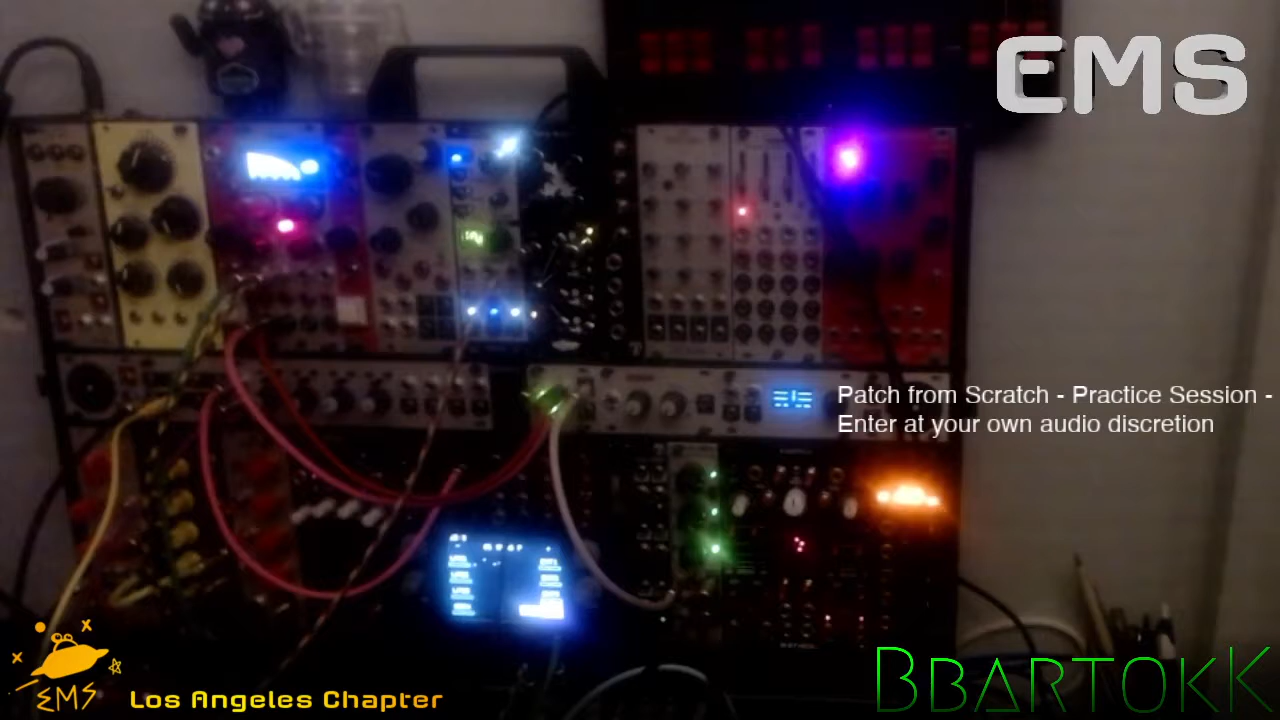 EMS
Patch from Scratch - Practice Session -
Enter at your own audio discretion
EMS
Los Angeles Chapter
BBARTOKK